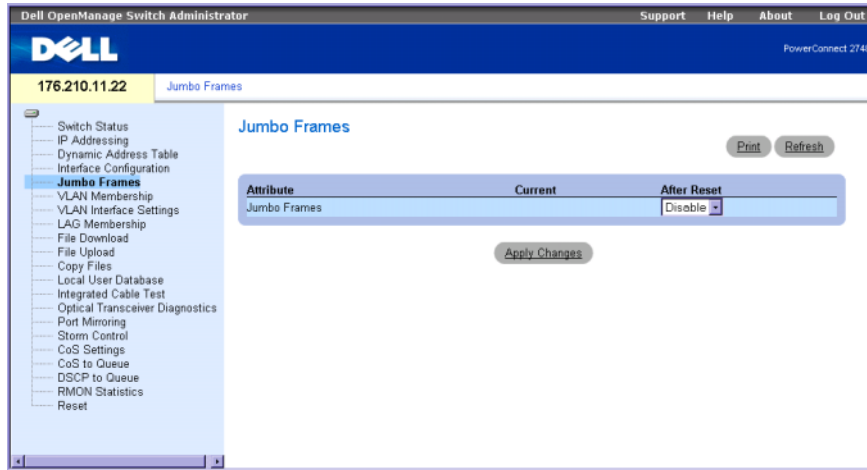 Dell OpenManage Switch Administrator Support Help About Log Out
DELL
PowerConnect 2748
176.210.11.22 Jumbo Frames
Switch Status
IP Addressing
Dynamic Address Table
Interface Configuration
Jumbo Frames
VLAN Membership
VLAN Interface Settings
LAG Membership
File Download
File Upload
Copy Files
Local User Database
Integrated Cable Test
Optical Transceiver Diagnostics
Port Mirroring
Storm Control
CoS Settings
CoS to Queue
DSCP to Queue
RMON Statistics
Reset
Jumbo Frames
Print Refresh
Attribute Current After Reset
Jumbo Frames Disable
Apply Changes